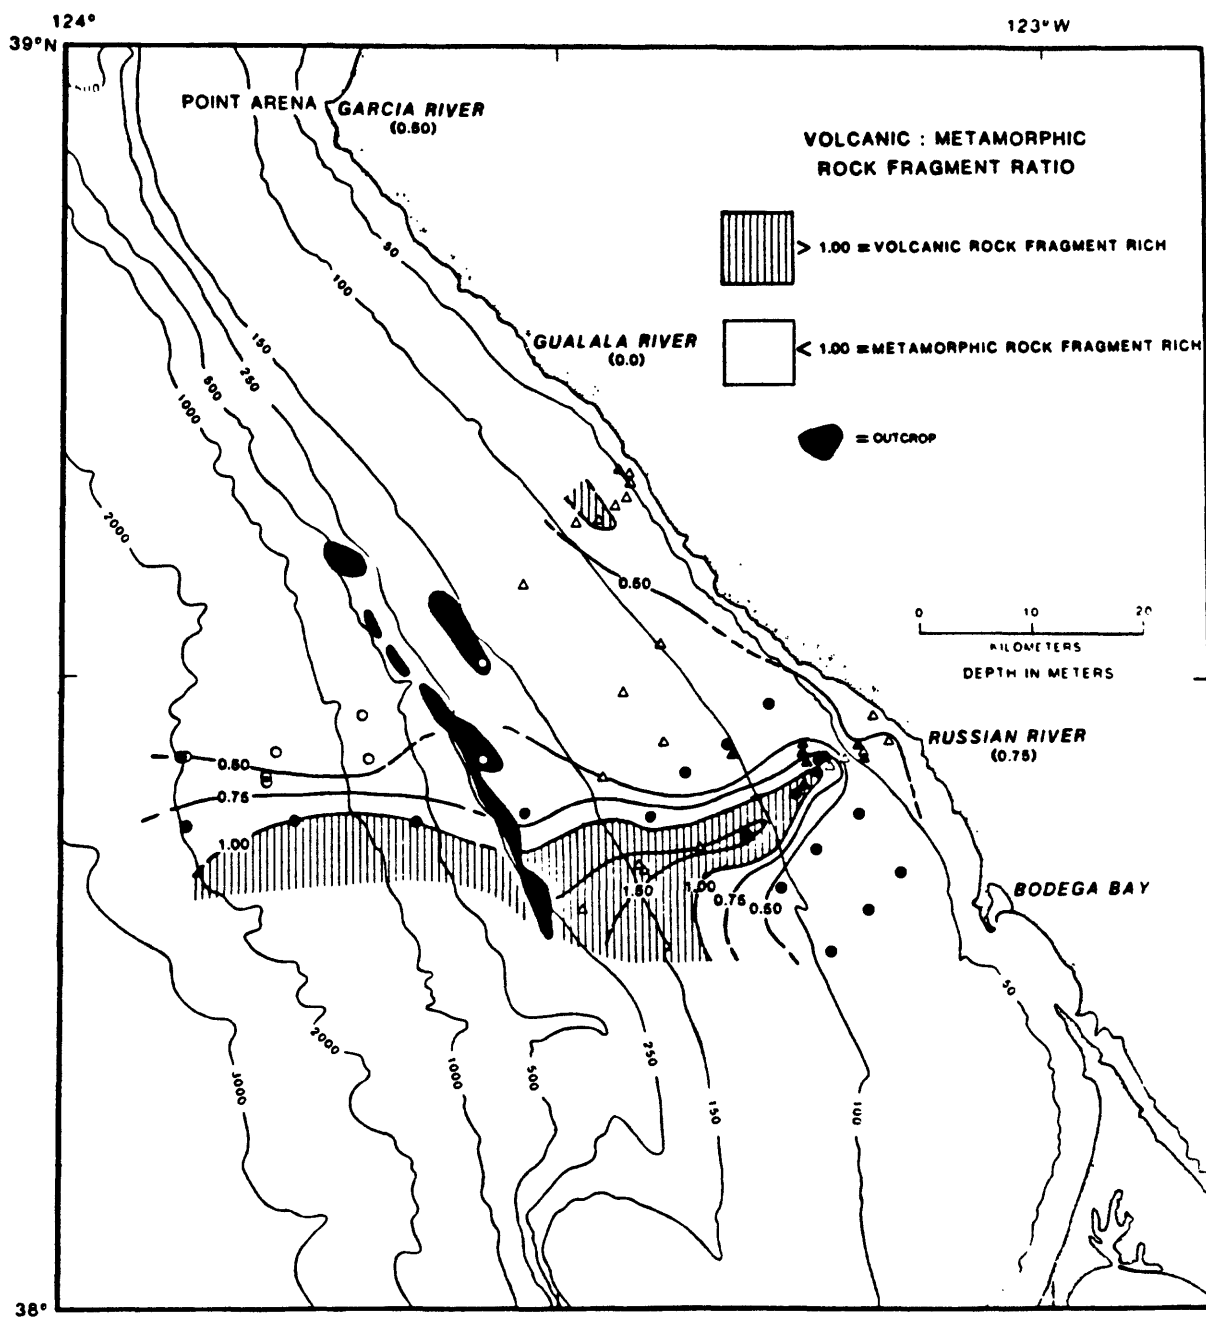 124°
123°W
39°N
POINT ARENA
GARCIA RIVER
(0.50)
VOLCANIC : METAMORPHIC
ROCK FRAGMENT RATIO
> 1.00 = VOLCANIC ROCK FRAGMENT RICH
50
100
GUALALA RIVER
(0.0)
< 1.00 = METAMORPHIC ROCK FRAGMENT RICH
150
250
500
1000
= OUTCROP
2000
0.50
0 10 20
KILOMETERS
DEPTH IN METERS
RUSSIAN RIVER
(0.75)
0.50
0.75
1.00
1.50
1.00
0.75
0.50
BODEGA BAY
50
2000
250
3000
1000
500
150
100
38°